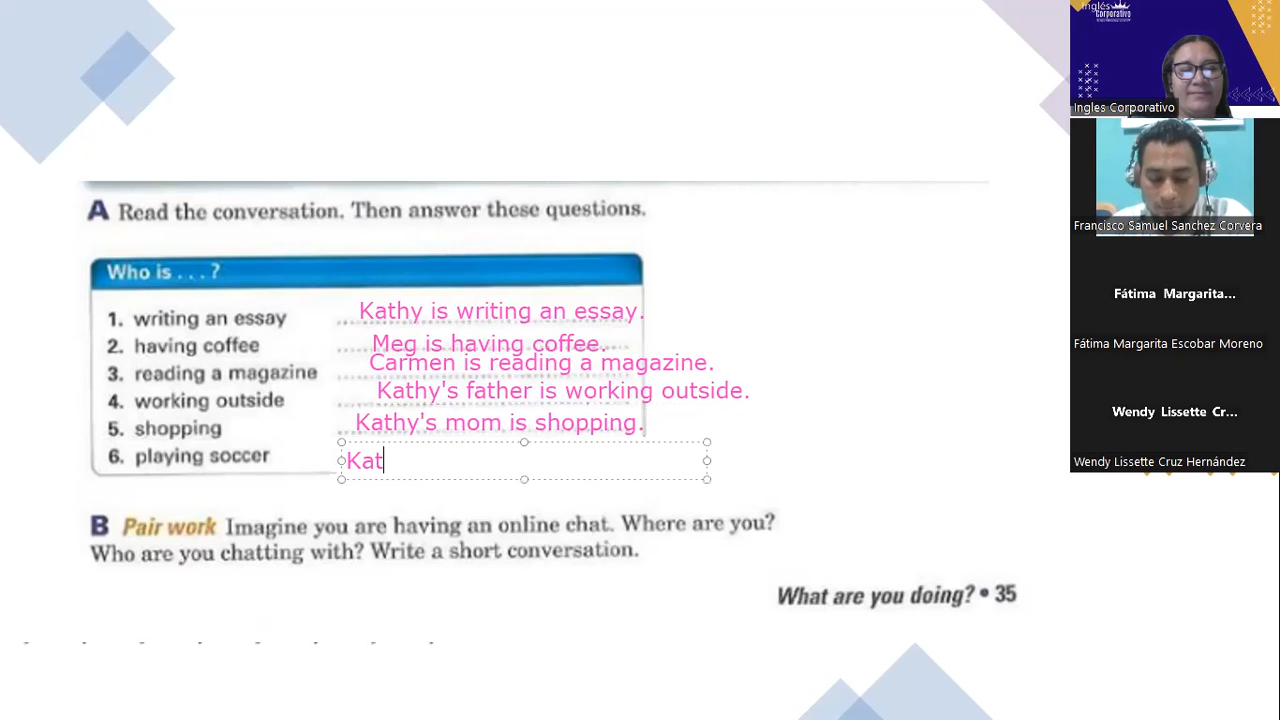 A Read the conversation. Then answer these questions.
Who is . . . ?
1. writing an essay Kathy is writing an essay.
2. having coffee Meg is having coffee.
3. reading a magazine Carmen is reading a magazine.
4. working outside Kathy's father is working outside.
5. shopping Kathy's mom is shopping.
6. playing soccer Kat
B Pair work Imagine you are having an online chat. Where are you?
Who are you chatting with? Write a short conversation.
What are you doing? • 35
Inglés
corporativo
Ingles Corporativo
Francisco Samuel Sanchez Corvera
Fátima Margarita...
Fátima Margarita Escobar Moreno
Wendy Lissette Cr...
Wendy Lissette Cruz Hernández